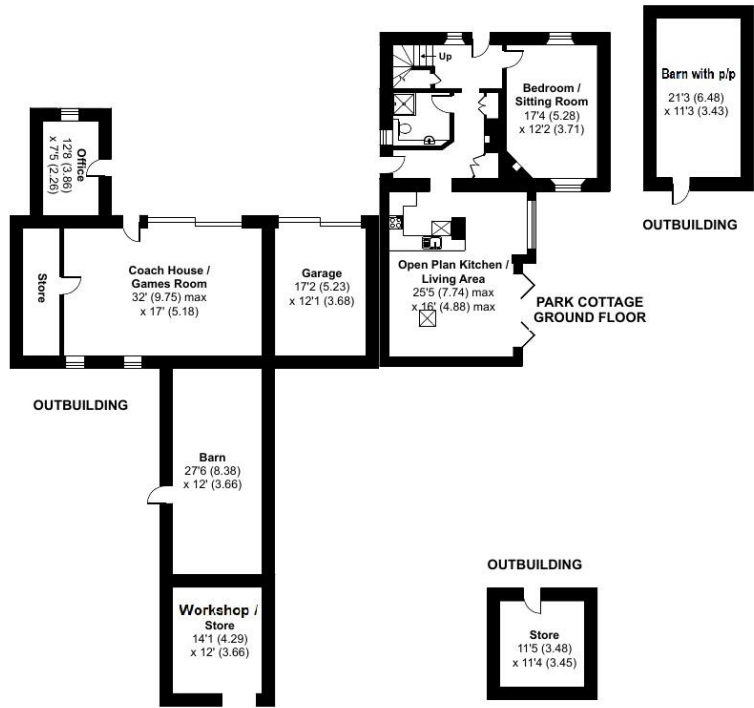 Up
Bedroom /
Sitting Room
17'4 (5.28)
x 12'2 (3.71)
Barn with p/p
21'3 (6.48)
x 11'3 (3.43)
OUTBUILDING
Office
12'8 (3.86)
x 7'5 (2.26)
Store
Coach House /
Games Room
32' (9.75) max
x 17' (5.18)
Garage
17'2 (5.23)
x 12'1 (3.68)
Open Plan Kitchen /
Living Area
25'5 (7.74) max
x 16' (4.88) max
PARK COTTAGE
GROUND FLOOR
OUTBUILDING
Barn
27'6 (8.38)
x 12' (3.66)
Workshop /
Store
14'1 (4.29)
x 12' (3.66)
OUTBUILDING
Store
11'5 (3.48)
x 11'4 (3.45)